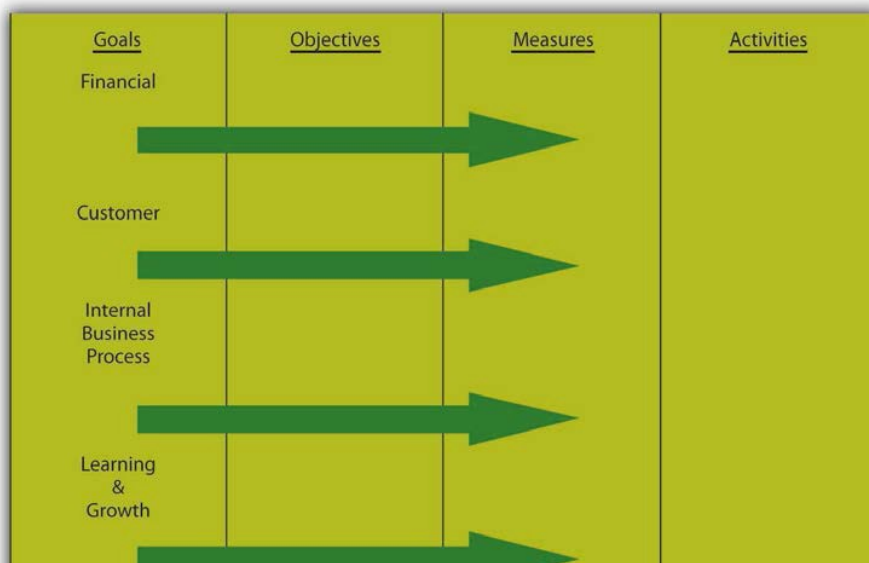 Goals Objectives Measures Activities
Financial
Customer
Internal
Business
Process
Learning
&
Growth